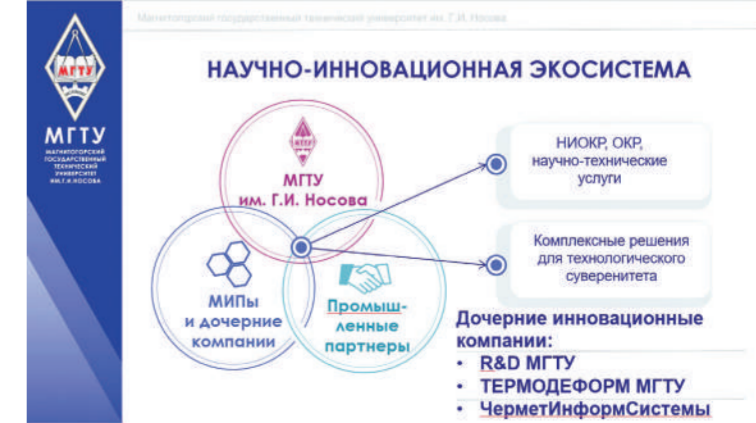 Магнитогорский государственный технический университет им. Г.И. Носова
МГТУ
МГТУ
МАГНИТОГОРСКИЙ
ГОСУДАРСТВЕННЫЙ
ТЕХНИЧЕСКИЙ
УНИВЕРСИТЕТ
ИМ.Г.И.НОСОВА
НАУЧНО-ИННОВАЦИОННАЯ ЭКОСИСТЕМА
МГТУ
МГТУ
им. Г.И. Носова
МИПы
и дочерние
компании
Промыш-
ленные
партнеры
НИОКР, ОКР,
научно-технические
услуги
Комплексные решения
для технологического
суверенитета
Дочерние инновационные
компании:
• R&D МГТУ
• ТЕРМОДЕФОРМ МГТУ
• ЧерметИнформСистемы